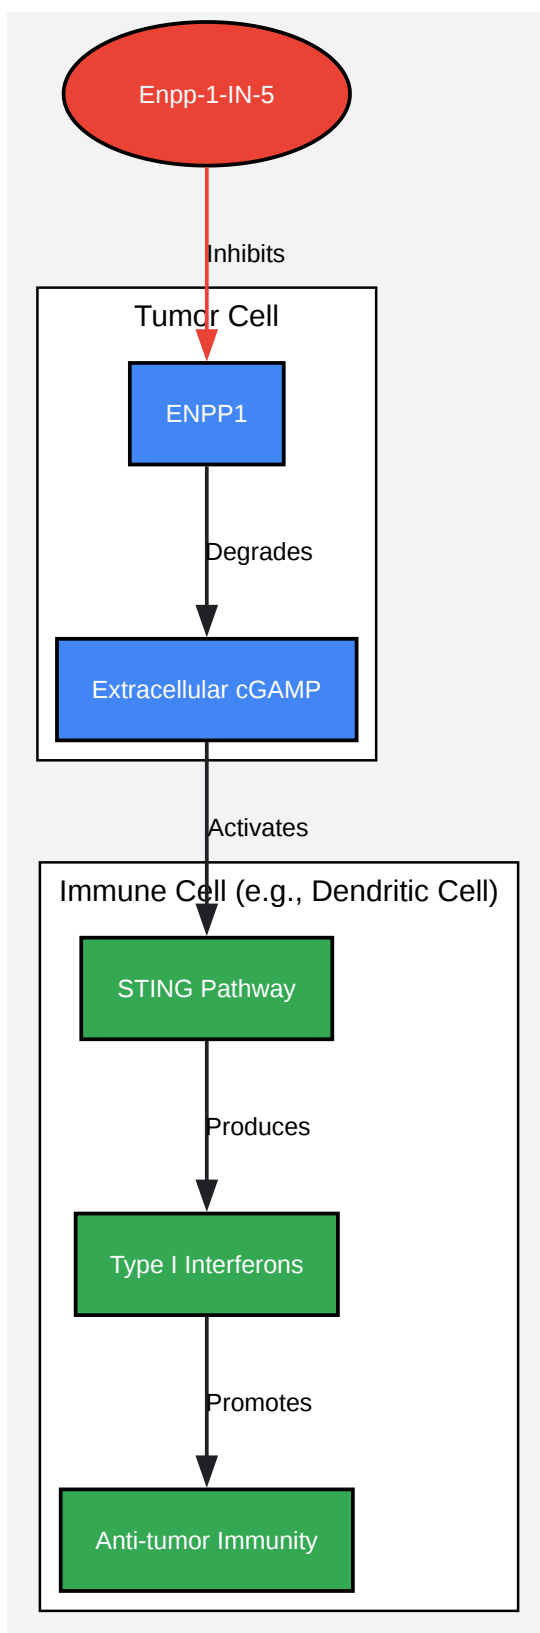 Enpp-1-IN-5
Inhibits
Tumor Cell
ENPP1
Degrades
Extracellular cGAMP
Activates
Immune Cell (e.g., Dendritic Cell)
STING Pathway
Produces
Type I Interferons
Promotes
Anti-tumor Immunity